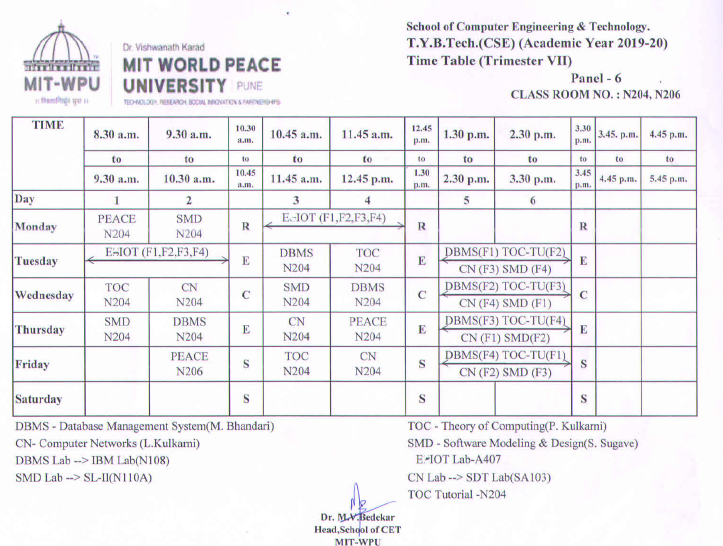 Dr. Vishwanath Karad
MIT WORLD PEACE
UNIVERSITY | PUNE
TECHNOLOGY, RESEARCH, SOCIAL INNOVATION & PARTNERSHIPS
MIT-WPU
॥ विश्वशान्तिर्ध्रुवं ध्रुवा ॥
School of Computer Engineering & Technology.
T.Y.B.Tech.(CSE) (Academic Year 2019-20)
Time Table (Trimester VII)
Panel - 6
CLASS ROOM NO. : N204, N206
TIME 8.30 a.m. 9.30 a.m. 10.30 a.m. 10.45 a.m. 11.45 a.m. 12.45 p.m. 1.30 p.m. 2.30 p.m. 3.30 p.m. 3.45. p.m. 4.45 p.m.
to to to to to to to to to to to
9.30 a.m. 10.30 a.m. 10.45 a.m. 11.45 a.m. 12.45 p.m. 1.30 p.m. 2.30 p.m. 3.30 p.m. 3.45 p.m. 4.45 p.m. 5.45 p.m.
Day 1 2 3 4 5 6
Monday PEACE N204 SMD N204 R E-IOT (F1,F2,F3,F4) R R
Tuesday E-IOT (F1,F2,F3,F4) E DBMS N204 TOC N204 E DBMS(F1) TOC-TU(F2) CN (F3) SMD (F4) E
Wednesday TOC N204 CN N204 C SMD N204 DBMS N204 C DBMS(F2) TOC-TU(F3) CN (F4) SMD (F1) C
Thursday SMD N204 DBMS N204 E CN N204 PEACE N204 E DBMS(F3) TOC-TU(F4) CN (F1) SMD(F2) E
Friday PEACE N206 S TOC N204 CN N204 S DBMS(F4) TOC-TU(F1) CN (F2) SMD (F3) S
Saturday S S S
DBMS - Database Management System(M. Bhandari)
CN- Computer Networks (L.Kulkarni)
DBMS Lab --> IBM Lab(N108)
SMD Lab --> SL-II(N110A)
TOC - Theory of Computing(P. Kulkarni)
SMD - Software Modeling & Design(S. Sugave)
E-IOT Lab-A407
CN Lab --> SDT Lab(SA103)
TOC Tutorial -N204
Dr. M.V.Bedekar
Head,School of CET
MIT-WPU